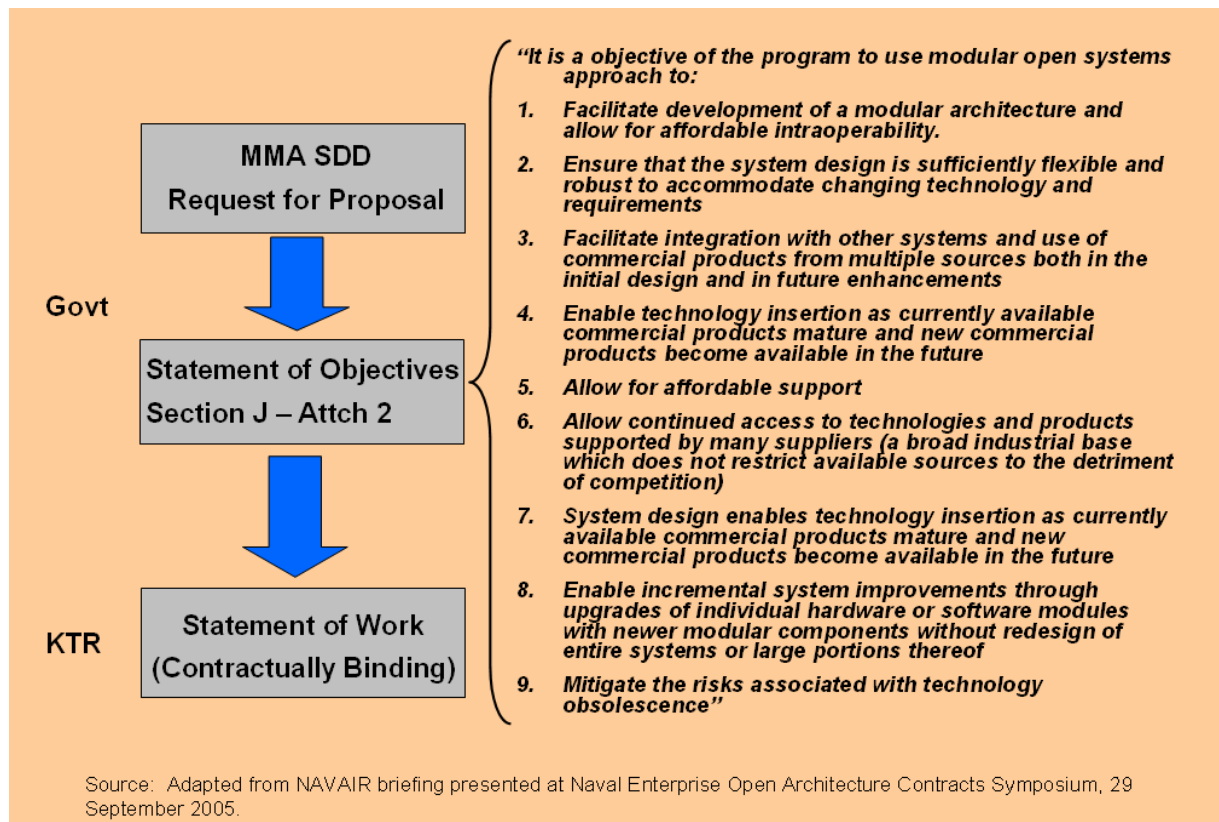 MMA SDD
Request for Proposal
Govt
Statement of Objectives
Section J – Attch 2
KTR
Statement of Work
(Contractually Binding)
“It is a objective of the program to use modular open systems
approach to:
1. Facilitate development of a modular architecture and
allow for affordable intraoperability.
2. Ensure that the system design is sufficiently flexible and
robust to accommodate changing technology and
requirements
3. Facilitate integration with other systems and use of
commercial products from multiple sources both in the
initial design and in future enhancements
4. Enable technology insertion as currently available
commercial products mature and new commercial
products become available in the future
5. Allow for affordable support
6. Allow continued access to technologies and products
supported by many suppliers (a broad industrial base
which does not restrict available sources to the detriment
of competition)
7. System design enables technology insertion as currently
available commercial products mature and new
commercial products become available in the future
8. Enable incremental system improvements through
upgrades of individual hardware or software modules
with newer modular components without redesign of
entire systems or large portions thereof
9. Mitigate the risks associated with technology
obsolescence”
Source: Adapted from NAVAIR briefing presented at Naval Enterprise Open Architecture Contracts Symposium, 29
September 2005.